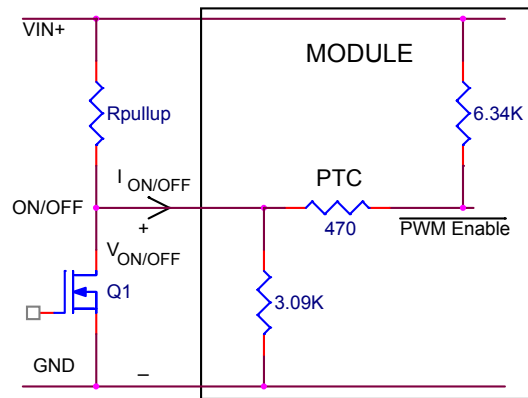 VIN+
MODULE
Rpullup
6.34K
I ON/OFF
PTC
ON/OFF
+
470
PWM Enable
V ON/OFF
Q1
3.09K
GND
–